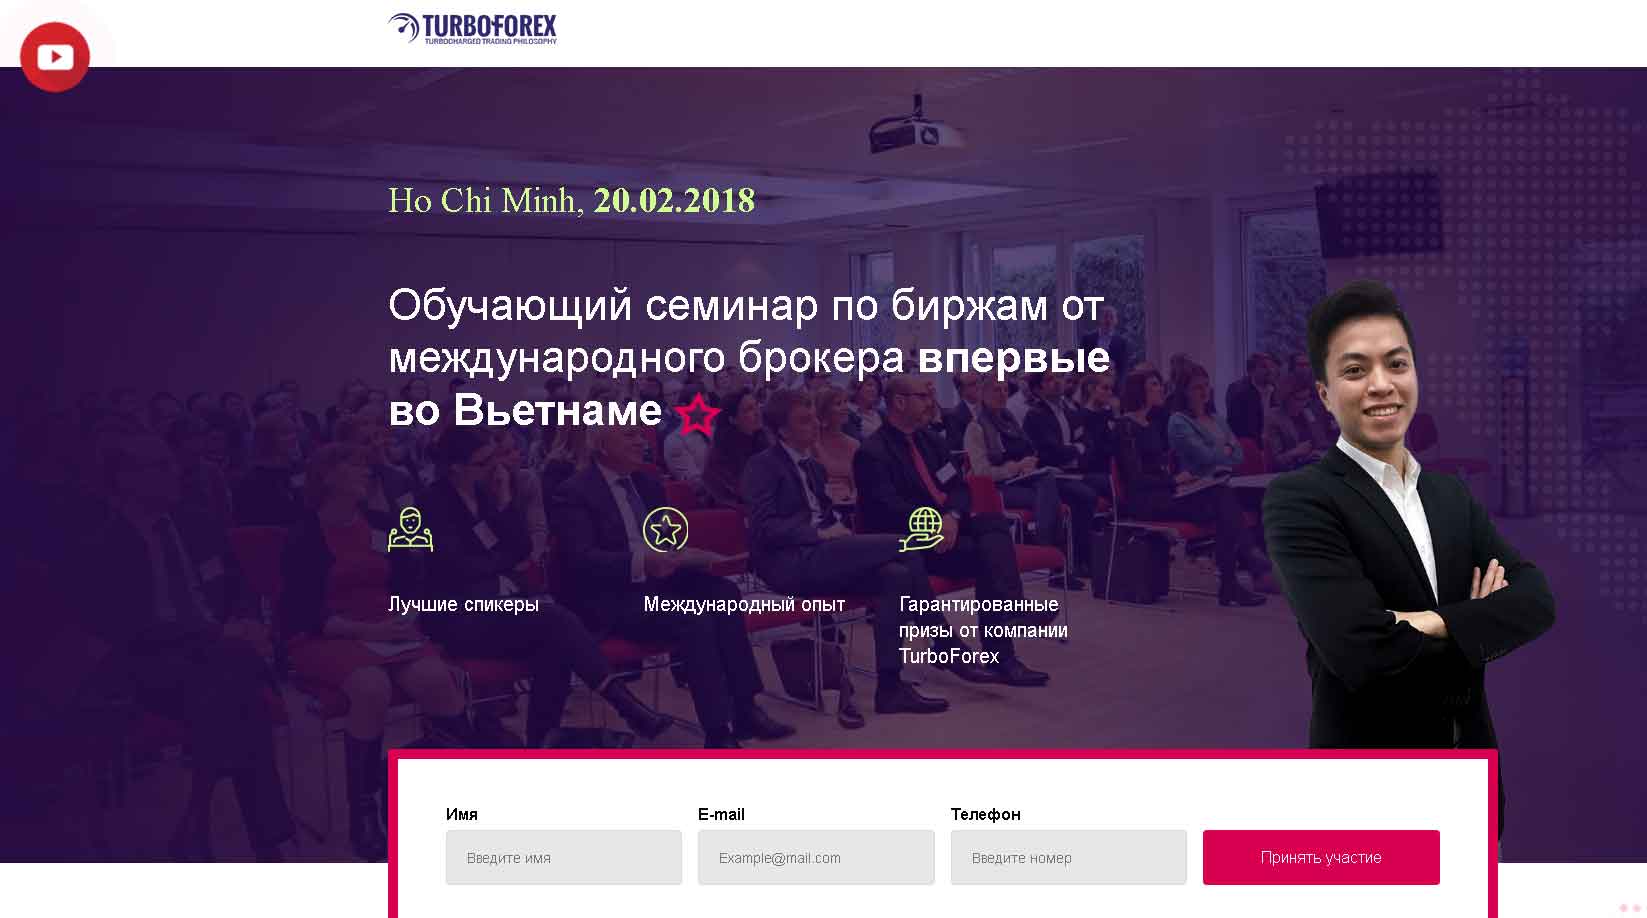 TURBOFOREX
TURBOCHARGED TRADING PHILOSOPHY
Ho Chi Minh, 20.02.2018
Обучающий семинар по биржам от
международного брокера впервые
во Вьетнаме
Лучшие спикеры
Международный опыт
Гарантированные
призы от компании
TurboForex
Имя
E-mail
Телефон
Введите имя
Example@mail.com
Введите номер
Принять участие